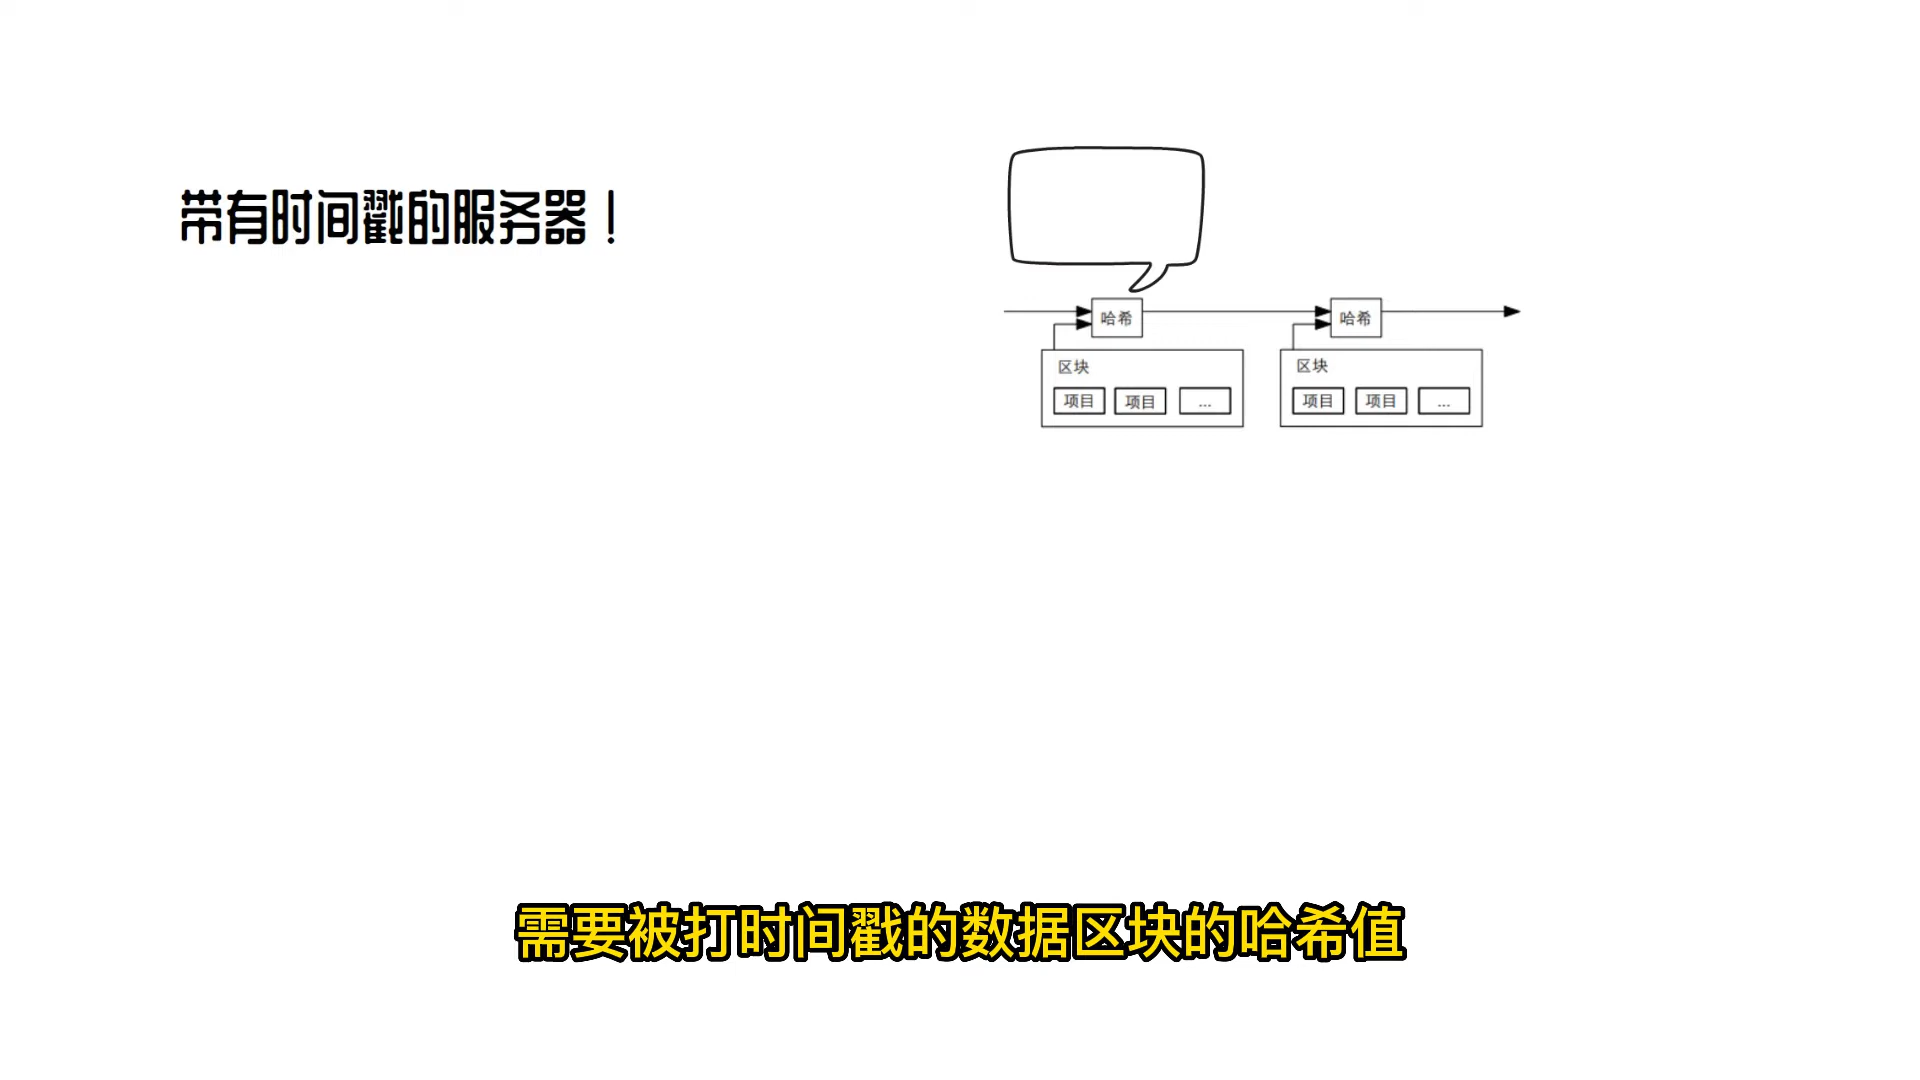 带有时间戳的服务器！
哈希 哈希
区块 区块
项目 项目 ... 项目 项目 ...
需要被打时间戳的数据区块的哈希值